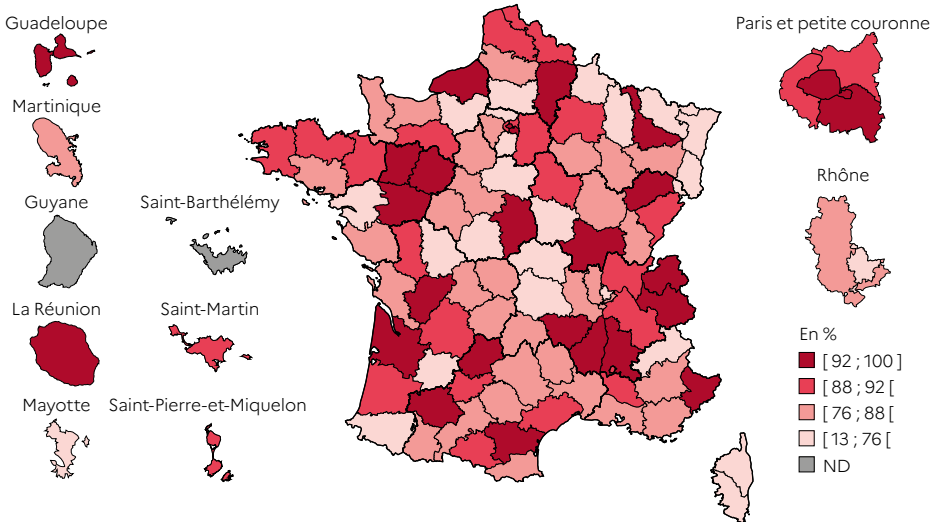 Guadeloupe
Paris et petite couronne
Martinique
Rhône
Guyane
Saint-Barthélémy
La Réunion
Saint-Martin
Mayotte
Saint-Pierre-et-Miquelon
En %
[ 92 ; 100 ]
[ 88 ; 92 [
[ 76 ; 88 [
[ 13 ; 76 [
ND